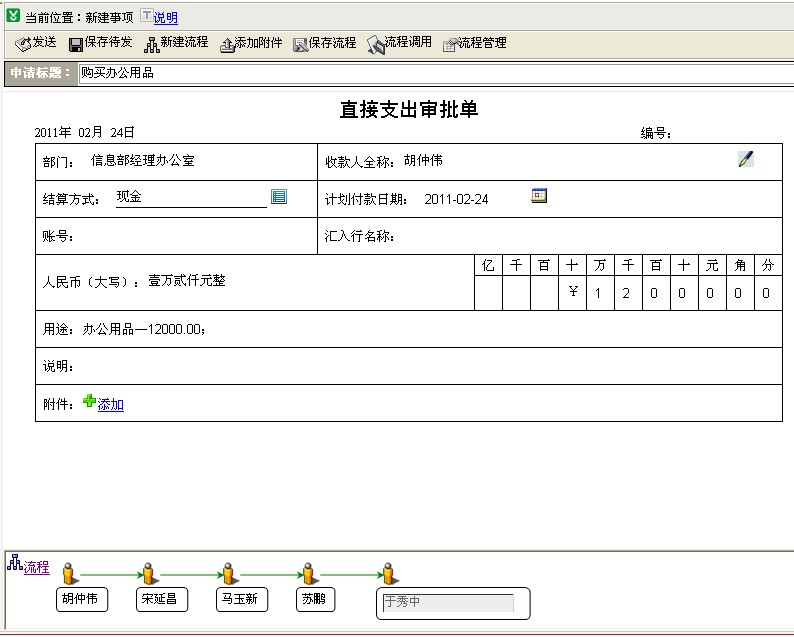 当前位置：新建事项 T说明
发送 保存待发 新建流程 添加附件 保存流程 流程调用 流程管理
申请标题： 购买办公用品
直接支出审批单
2011年 02月 24日 编号：
部门： 信息部经理办公室 收款人全称：胡仲伟
结算方式： 现金 计划付款日期： 2011-02-24
账号： 汇入行名称：
亿 千 百 十 万 千 百 十 元 角 分
人民币（大写）：壹万贰仟元整 ¥ 1 2 0 0 0 0 0
用途：办公用品—12000.00;
说明：
附件： 添加
流程
胡仲伟 宋延昌 马玉新 苏鹏 于秀中